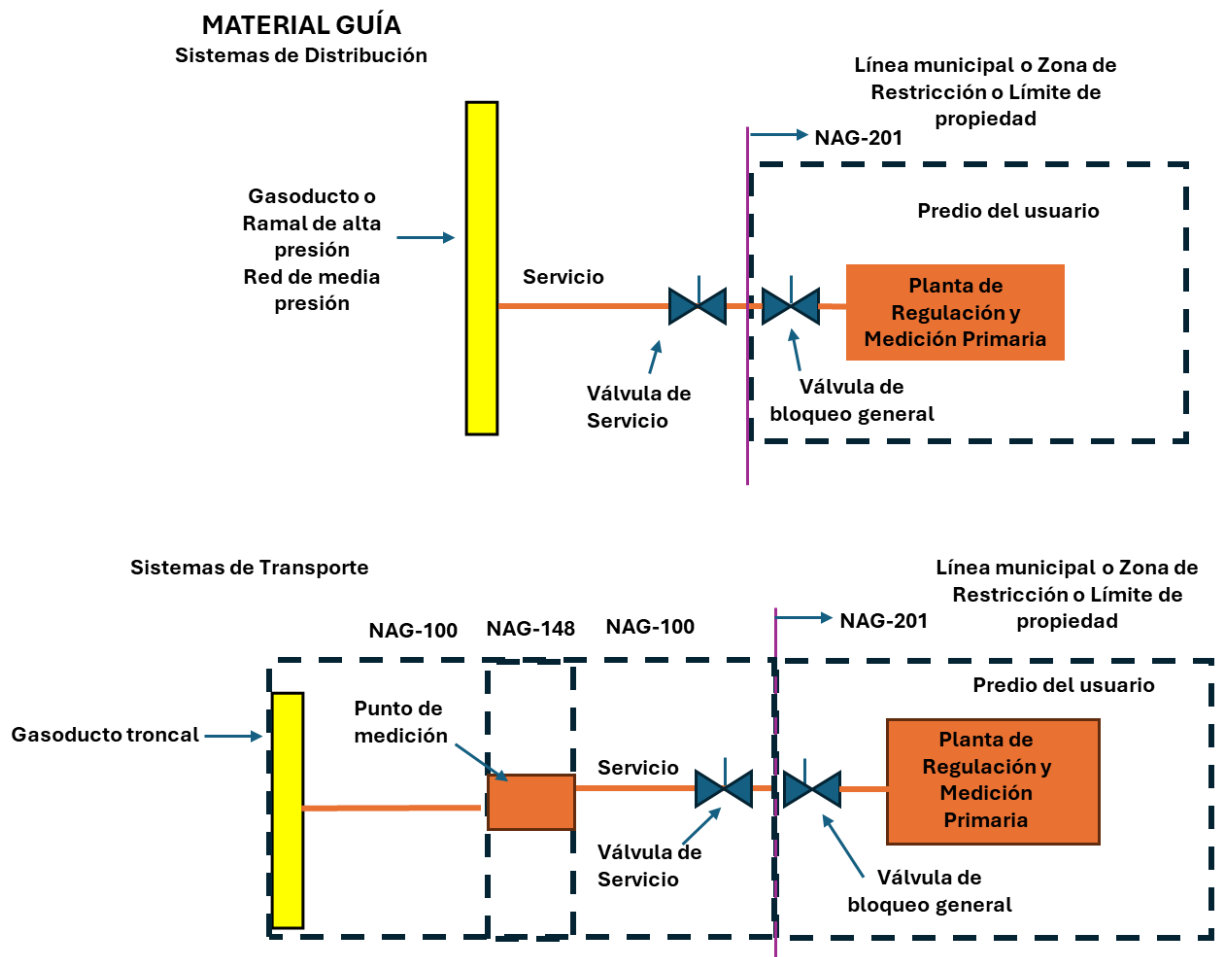 MATERIAL GUÍA
Sistemas de Distribución
Línea municipal o Zona de
Restricción o Límite de
propiedad
NAG-201
Gasoducto o
Ramal de alta
presión
Red de media
presión
Predio del usuario
Servicio
Planta de
Regulación y
Medición Primaria
Válvula de
Servicio
Válvula de
bloqueo general
Sistemas de Transporte
Línea municipal o Zona de
Restricción o Límite de
propiedad
NAG-100
NAG-148
NAG-100
NAG-201
Predio del usuario
Punto de
medición
Gasoducto troncal
Servicio
Planta de
Regulación y
Medición
Primaria
Válvula de
Servicio
Válvula de
bloqueo general